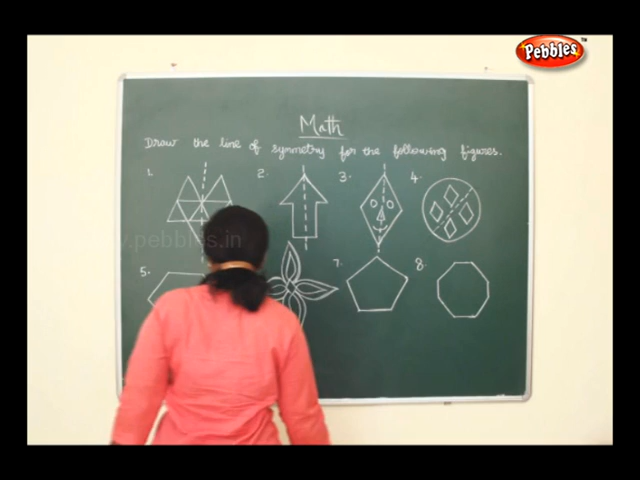 Pebbles™
Math
Draw the line of symmetry for the following figures.
1. 2. 3. 4.
www.pebbles.in
5. 7. 8.